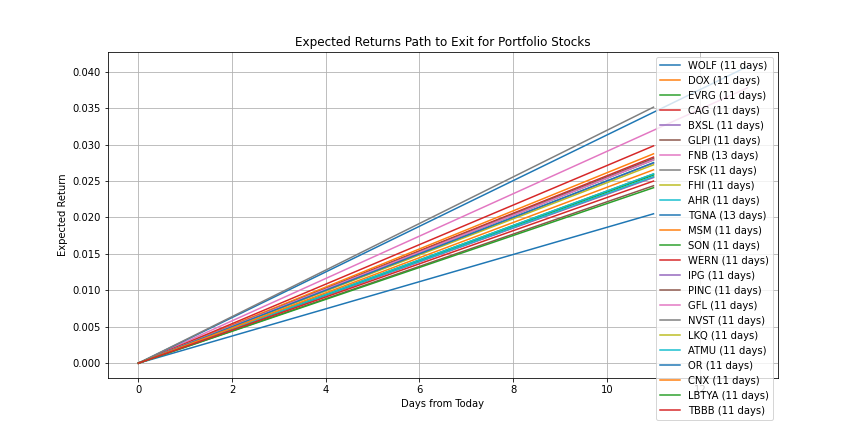 Expected Returns Path to Exit for Portfolio Stocks
0.040
0.035
0.030
0.025
0.020
0.015
0.010
0.005
0.000
Expected Return
0
2
4
6
8
10
12
Days from Today
WOLF (11 days)
DOX (11 days)
EVRG (11 days)
CAG (11 days)
BXSL (11 days)
GLPI (11 days)
FNB (13 days)
FSK (11 days)
FHI (11 days)
AHR (11 days)
TGNA (13 days)
MSM (11 days)
SON (11 days)
WERN (11 days)
IPG (11 days)
PINC (11 days)
GFL (11 days)
NVST (11 days)
LKQ (11 days)
ATMU (11 days)
OR (11 days)
CNX (11 days)
LBTYA (11 days)
TBBB (11 days)